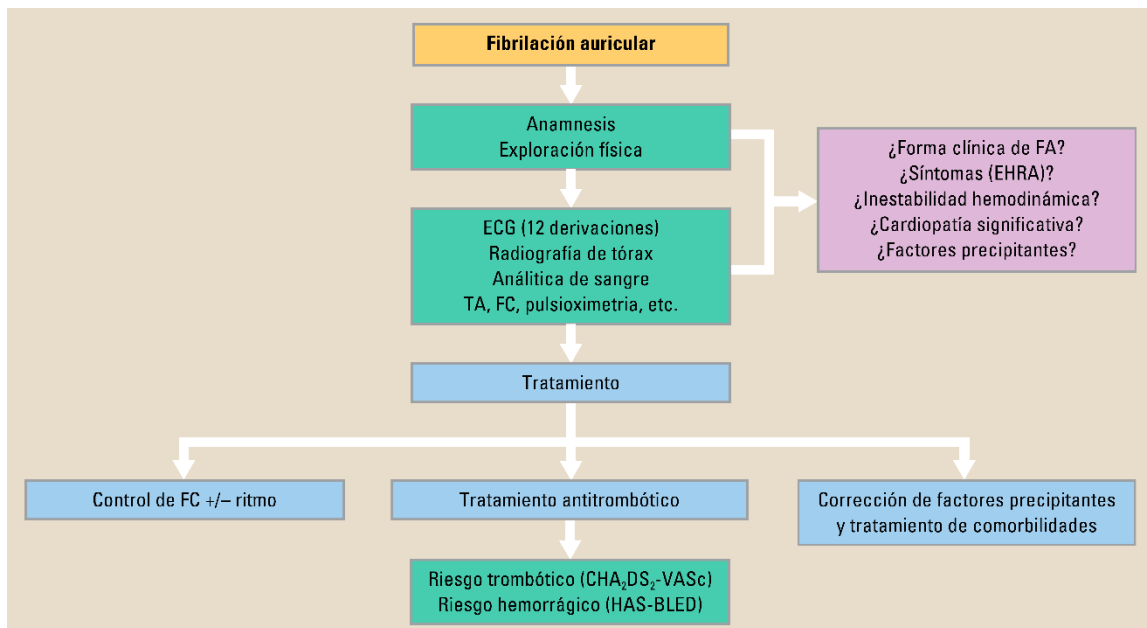 Fibrilación auricular
Anamnesis
Exploración física
¿Forma clínica de FA?
¿Síntomas (EHRA)?
¿Inestabilidad hemodinámica?
¿Cardiopatía significativa?
¿Factores precipitantes?
ECG (12 derivaciones)
Radiografía de tórax
Análitica de sangre
TA, FC, pulsioximetria, etc.
Tratamiento
Control de FC +/– ritmo
Tratamiento antitrombótico
Corrección de factores precipitantes
y tratamiento de comorbilidades
Riesgo trombótico (CHA₂DS₂-VASc)
Riesgo hemorrágico (HAS-BLED)